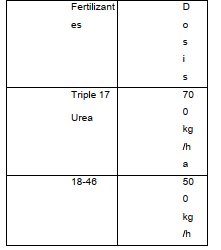 Fertilizant
es
D
o
s
i
s
Triple 17
Urea
70
0
kg
/h
a
18-46
50
0
kg
/h